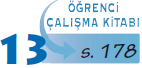 ÖĞRENCİ
ÇALIŞMA KİTABI
13 s. 178